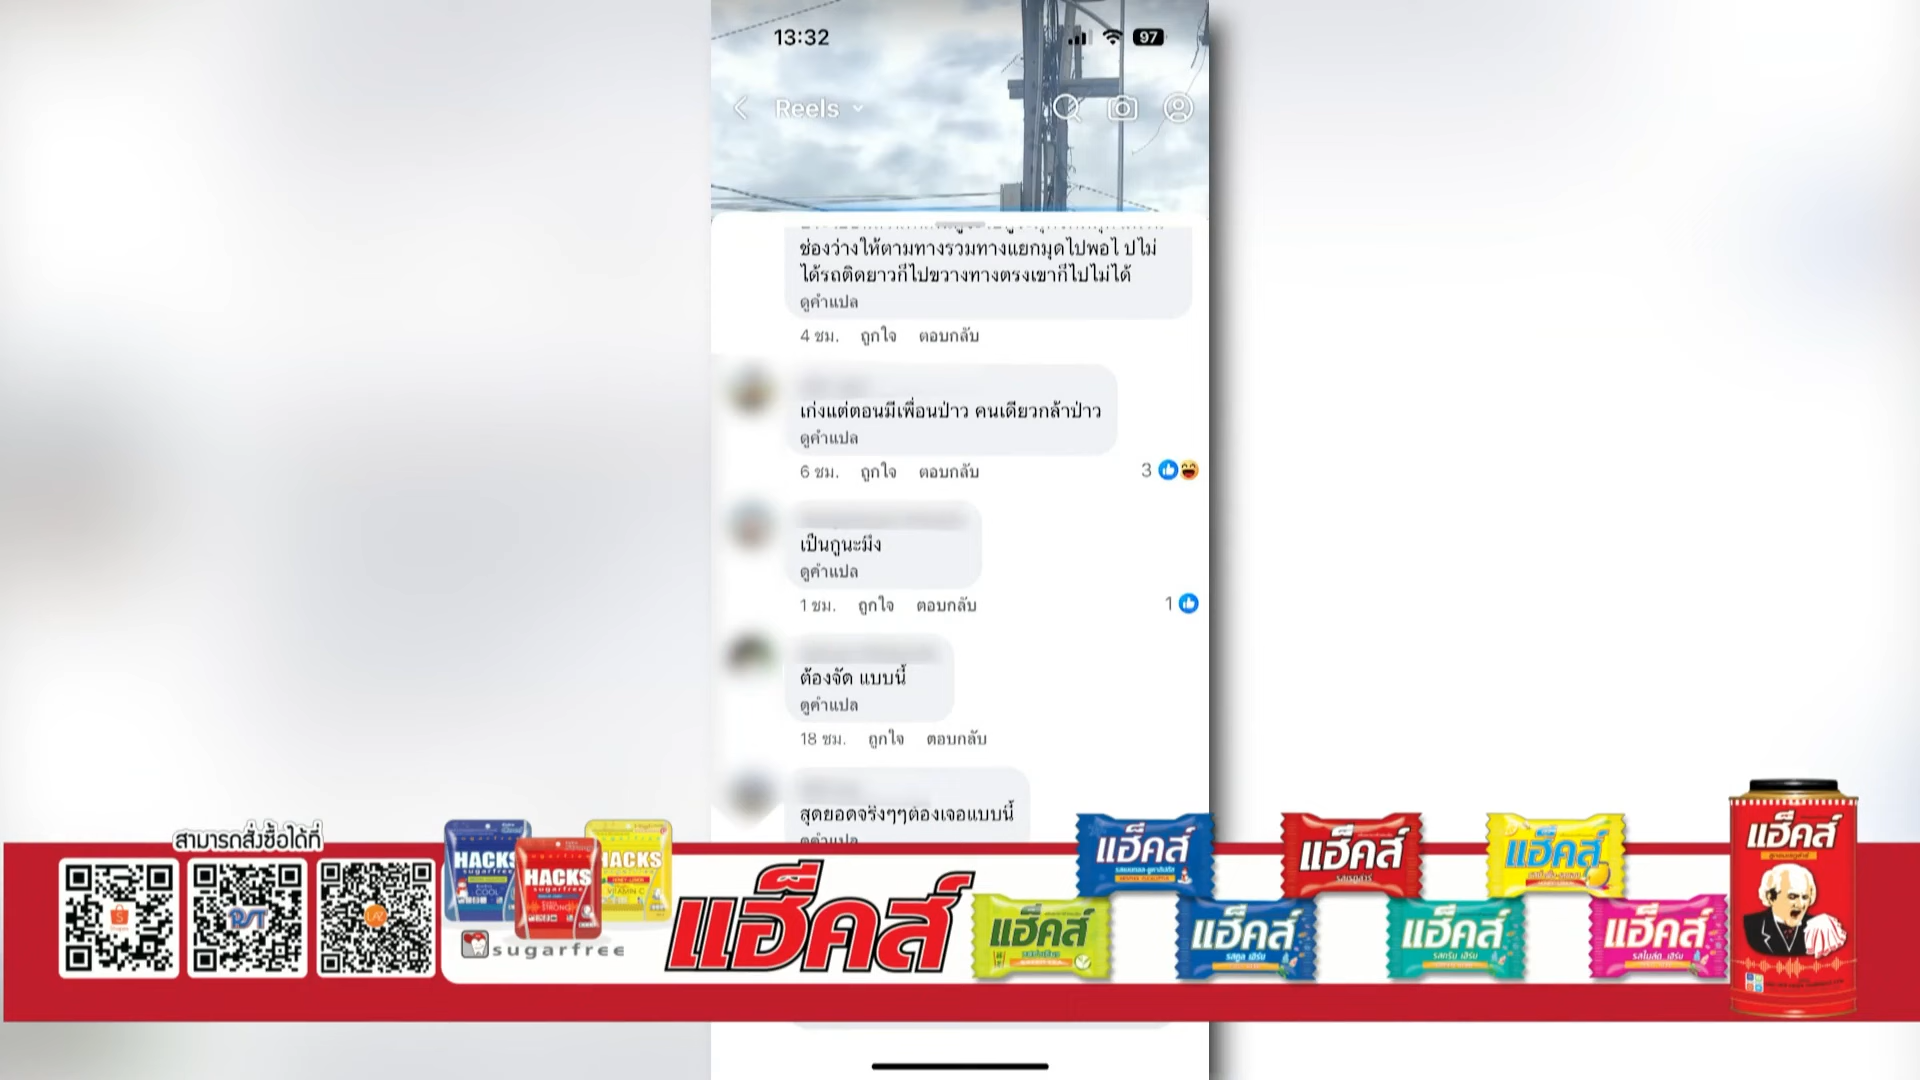 13:32
97
Reels
ช่องว่างให้ตามทางรวมทางแยกมุดไปพอไ ปไม่
ได้รถติดยาวก็ไปขวางทางตรงเขาก็ไปไม่ได้
ดูคำแปล
4 ชม. ถูกใจ ตอบกลับ
เก่งแต่ตอนมีเพื่อนป่าว คนเดียวกล้าป่าว
ดูคำแปล
6 ชม. ถูกใจ ตอบกลับ
3
เป็นกูนะมึง
ดูคำแปล
1 ชม. ถูกใจ ตอบกลับ
1
ต้องจัด แบบนี้
ดูคำแปล
18 ชม. ถูกใจ ตอบกลับ
สุดยอดจริงๆๆต้องเจอแบบนี้
ดูคำแปล
สามารถสั่งซื้อได้ที่
HACKS
sugarfree
COOL
HACKS
sugarfree
STRONG
HACKS
sugarfree
VITAMIN C
sugarfree
แฮ็คส์
แฮ็คส์
แฮ็คส์
แฮ็คส์
แฮ็คส์
แฮ็คส์
แฮ็คส์
แฮ็คส์
แฮ็คส์